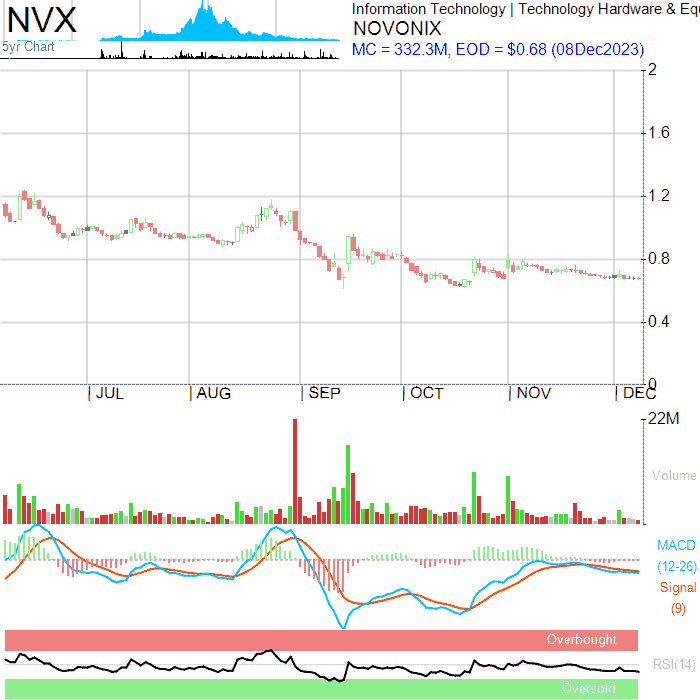 NVX
5yr Chart
Information Technology | Technology Hardware & Eq
NOVONIX
MC = 332.3M, EOD = $0.68 (08Dec2023)
2
1.6
1.2
0.8
0.4
0
JUL
AUG
SEP
OCT
NOV
DEC
22M
Volume
MACD
(12-26)
Signal
(9)
Overbought
RSI(14)
Oversold